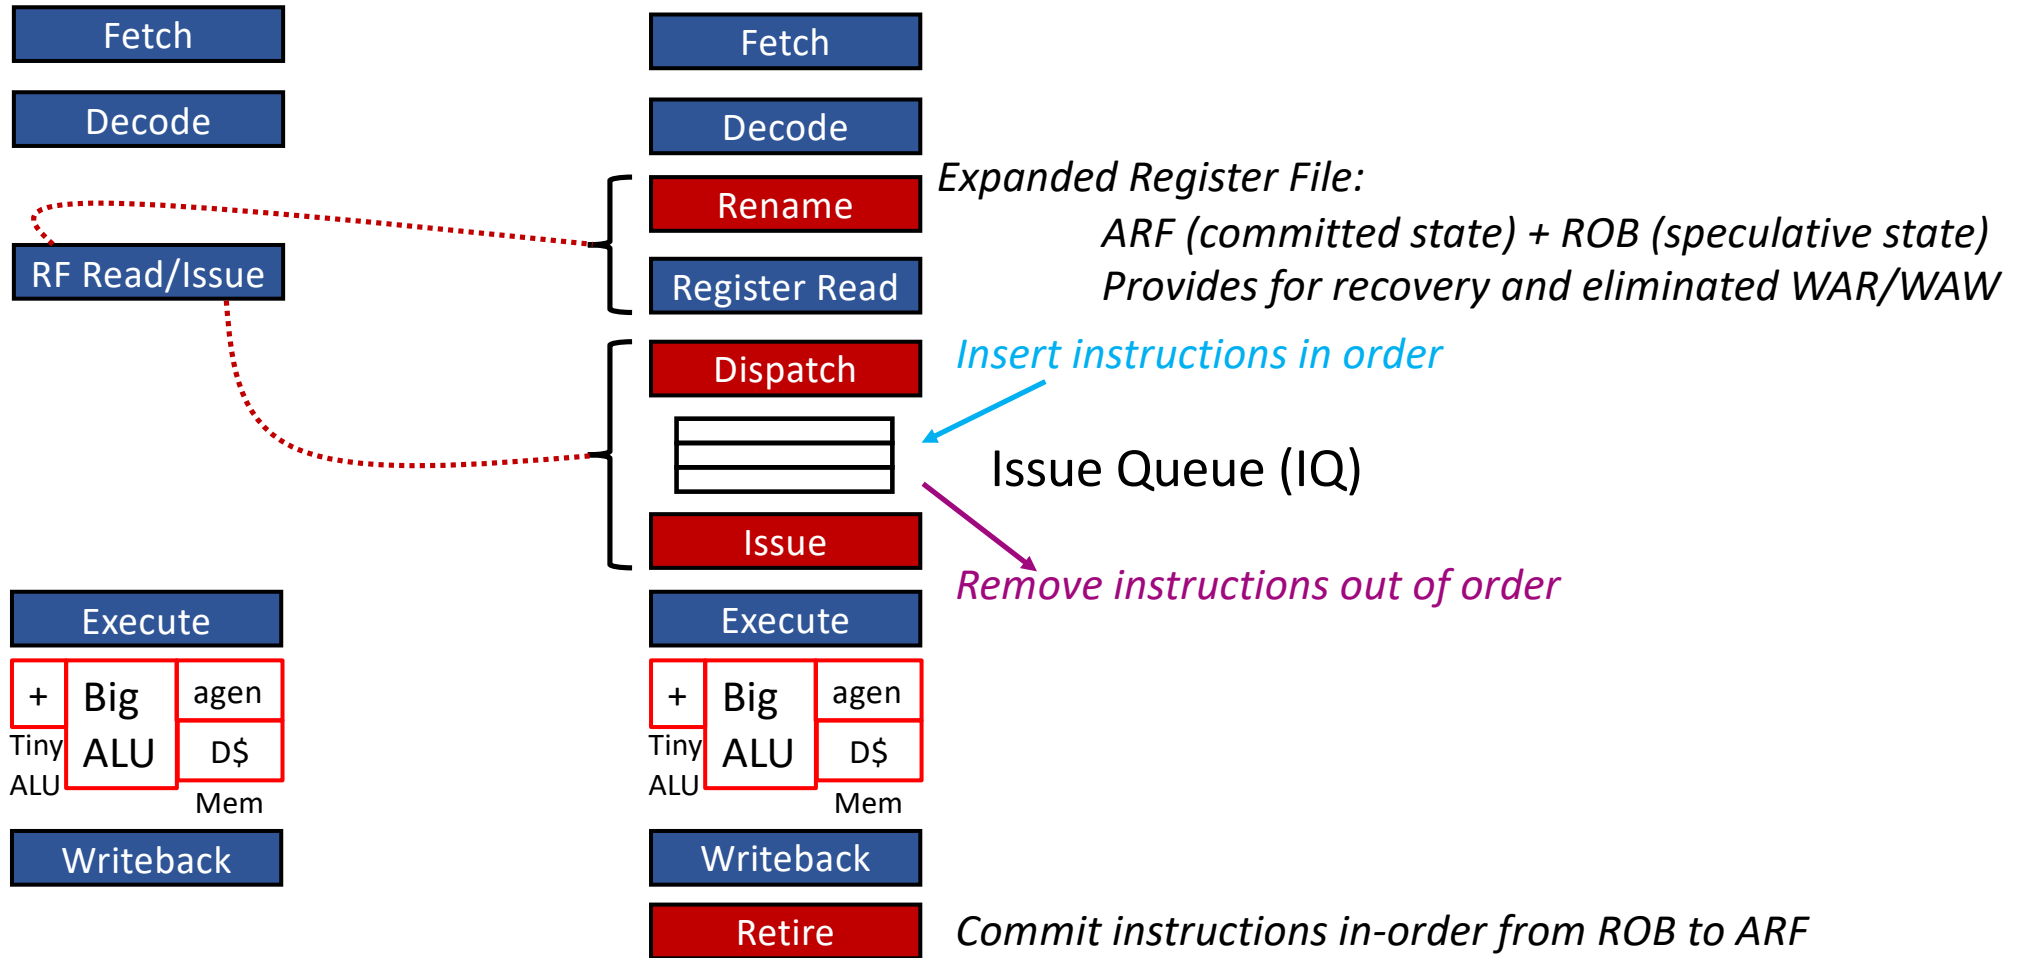 Fetch
Decode
RF Read/Issue
Execute
+
Big
ALU
agen
D$
Tiny
ALU
Mem
Writeback
Fetch
Decode
Rename
Register Read
Dispatch
Issue
Execute
+
Big
ALU
agen
D$
Tiny
ALU
Mem
Writeback
Retire
Expanded Register File:
ARF (committed state) + ROB (speculative state)
Provides for recovery and eliminated WAR/WAW
Insert instructions in order
Issue Queue (IQ)
Remove instructions out of order
Commit instructions in-order from ROB to ARF